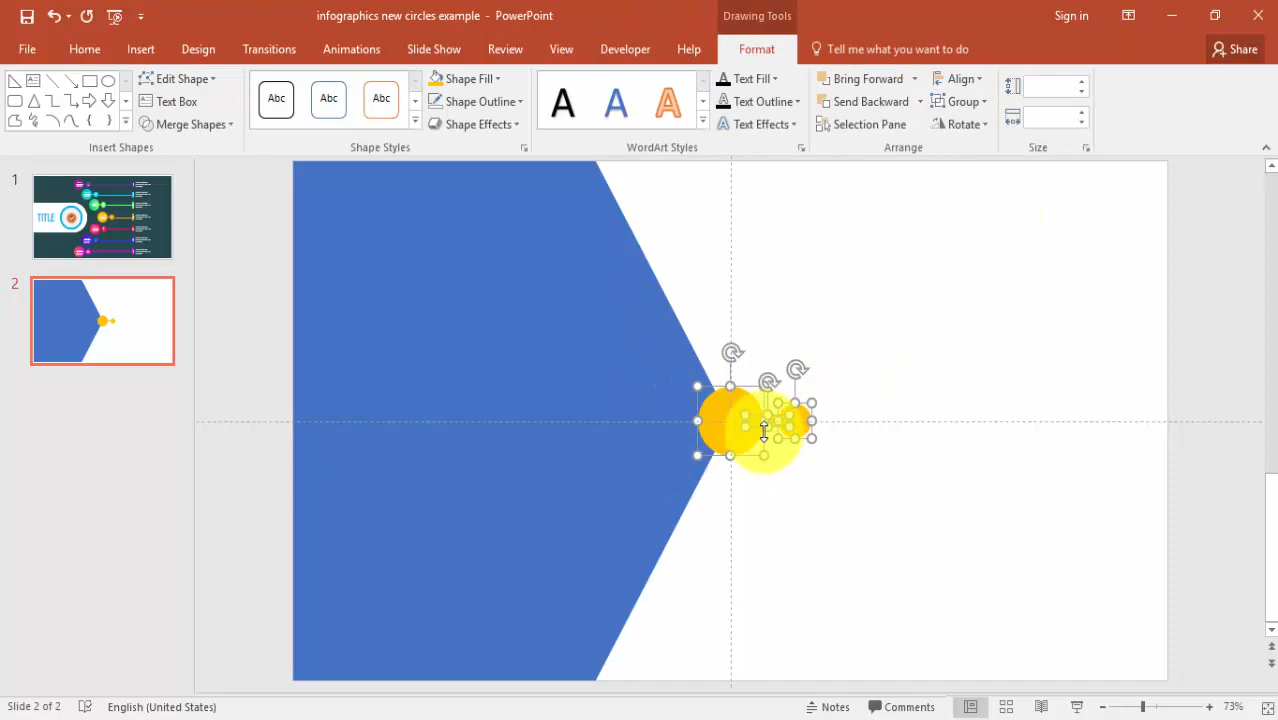 infographics new circles example - PowerPoint
Drawing Tools
Sign in
File
Home
Insert
Design
Transitions
Animations
Slide Show
Review
View
Developer
Help
Format
Tell me what you want to do
Share
Edit Shape
Text Box
Merge Shapes
Insert Shapes
Abc
Abc
Abc
Shape Fill
Shape Outline
Shape Effects
Shape Styles
A
A
A
Text Fill
Text Outline
Text Effects
WordArt Styles
Bring Forward
Send Backward
Selection Pane
Align
Group
Rotate
Arrange
Size
1
TITLE
2
Slide 2 of 2
English (United States)
Notes
Comments
73%